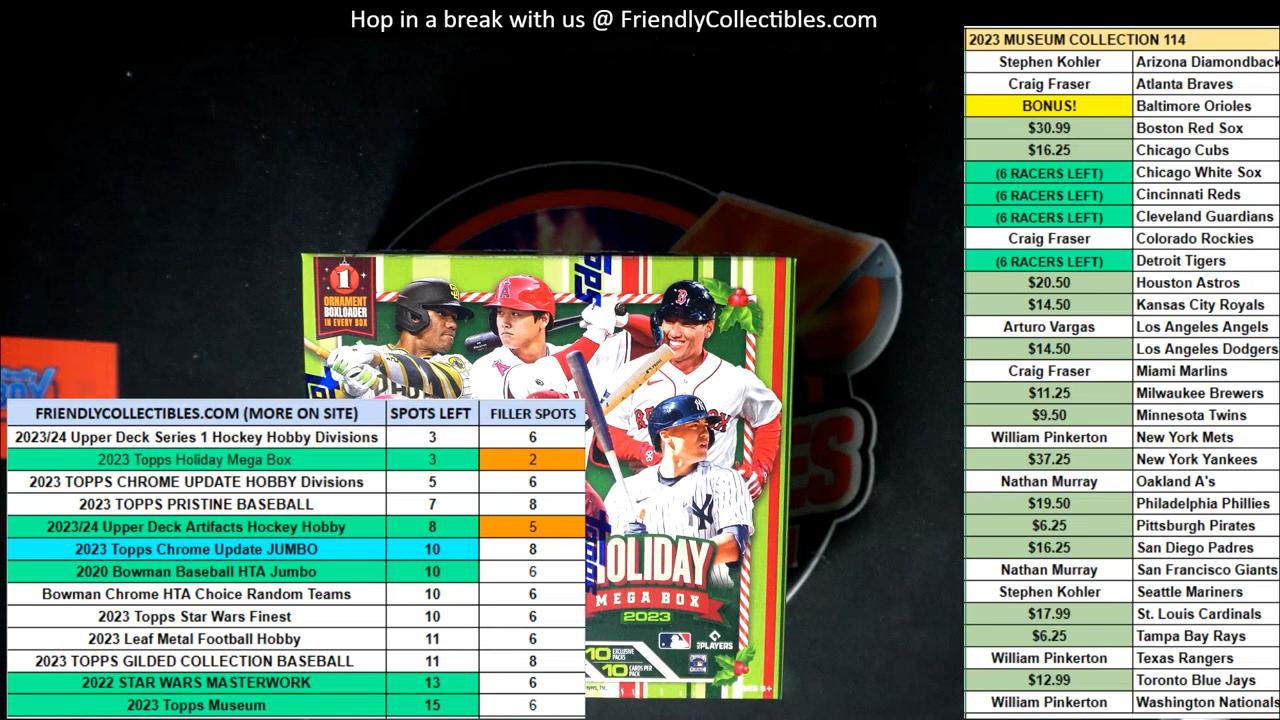 Hop in a break with us @ FriendlyCollectibles.com
2023 MUSEUM COLLECTION 114
Stephen Kohler Arizona Diamondback
Craig Fraser Atlanta Braves
BONUS! Baltimore Orioles
$30.99 Boston Red Sox
$16.25 Chicago Cubs
(6 RACERS LEFT) Chicago White Sox
(6 RACERS LEFT) Cincinnati Reds
(6 RACERS LEFT) Cleveland Guardians
Craig Fraser Colorado Rockies
(6 RACERS LEFT) Detroit Tigers
$20.50 Houston Astros
$14.50 Kansas City Royals
Arturo Vargas Los Angeles Angels
$14.50 Los Angeles Dodgers
Craig Fraser Miami Marlins
$11.25 Milwaukee Brewers
$9.50 Minnesota Twins
William Pinkerton New York Mets
$37.25 New York Yankees
Nathan Murray Oakland A's
$19.50 Philadelphia Phillies
$6.25 Pittsburgh Pirates
$16.25 San Diego Padres
Nathan Murray San Francisco Giants
Stephen Kohler Seattle Mariners
$17.99 St. Louis Cardinals
$6.25 Tampa Bay Rays
William Pinkerton Texas Rangers
$12.99 Toronto Blue Jays
William Pinkerton Washington Nationals
1
ORNAMENT
BOXLOADER
IN EVERY BOX
FRIENDLYCOLLECTIBLES.COM (MORE ON SITE) SPOTS LEFT FILLER SPOTS
2023/24 Upper Deck Series 1 Hockey Hobby Divisions 3 6
2023 Topps Holiday Mega Box 3 2
2023 TOPPS CHROME UPDATE HOBBY Divisions 5 6
2023 TOPPS PRISTINE BASEBALL 7 8
2023/24 Upper Deck Artifacts Hockey Hobby 8 5
2023 Topps Chrome Update JUMBO 10 8
2020 Bowman Baseball HTA Jumbo 10 6
Bowman Chrome HTA Choice Random Teams 10 6
2023 Topps Star Wars Finest 10 6
2023 Leaf Metal Football Hobby 11 6
2023 TOPPS GILDED COLLECTION BASEBALL 11 8
2022 STAR WARS MASTERWORK 13 6
2023 Topps Museum 15 6
HOLIDAY
MEGA BOX
2023
PLAYERS
10 EXCLUSIVE PACKS
10 CARDS PER PACK